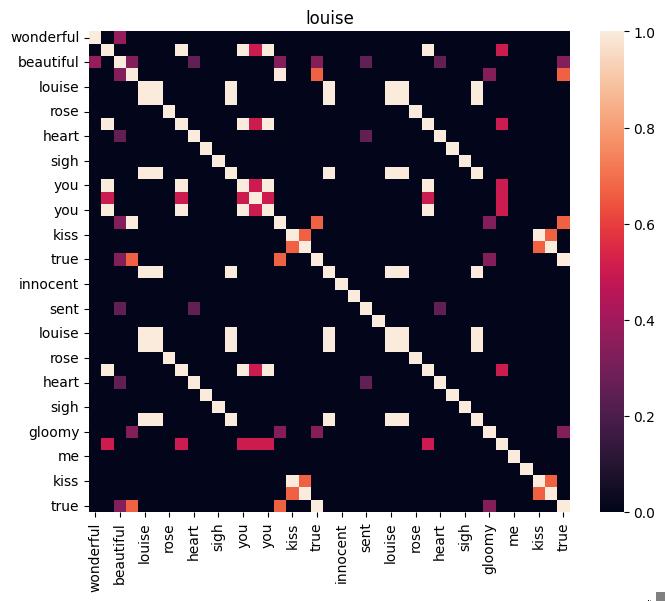 louise
wonderful
beautiful
louise
rose
heart
sigh
you
you
kiss
true
innocent
sent
louise
rose
heart
sigh
gloomy
me
kiss
true
1.0
0.8
0.6
0.4
0.2
0.0
wonderful
beautiful
louise
rose
heart
sigh
you
you
kiss
true
innocent
sent
louise
rose
heart
sigh
gloomy
me
kiss
true